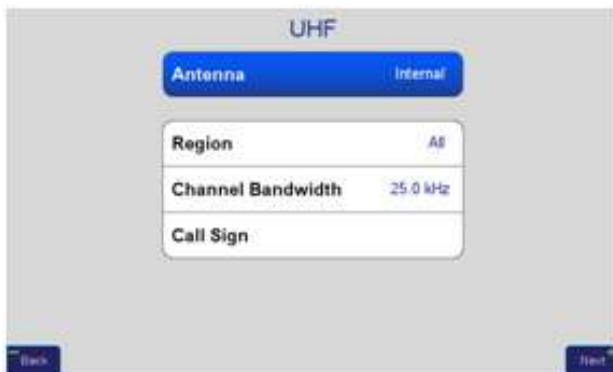 UHF
Antenna Internal
Region All
Channel Bandwidth 25.0 kHz
Call Sign
Back Next